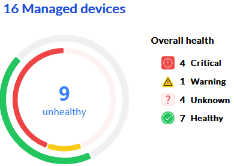 16 Managed devices
9
unhealthy
Overall health
4 Critical
1 Warning
4 Unknown
7 Healthy